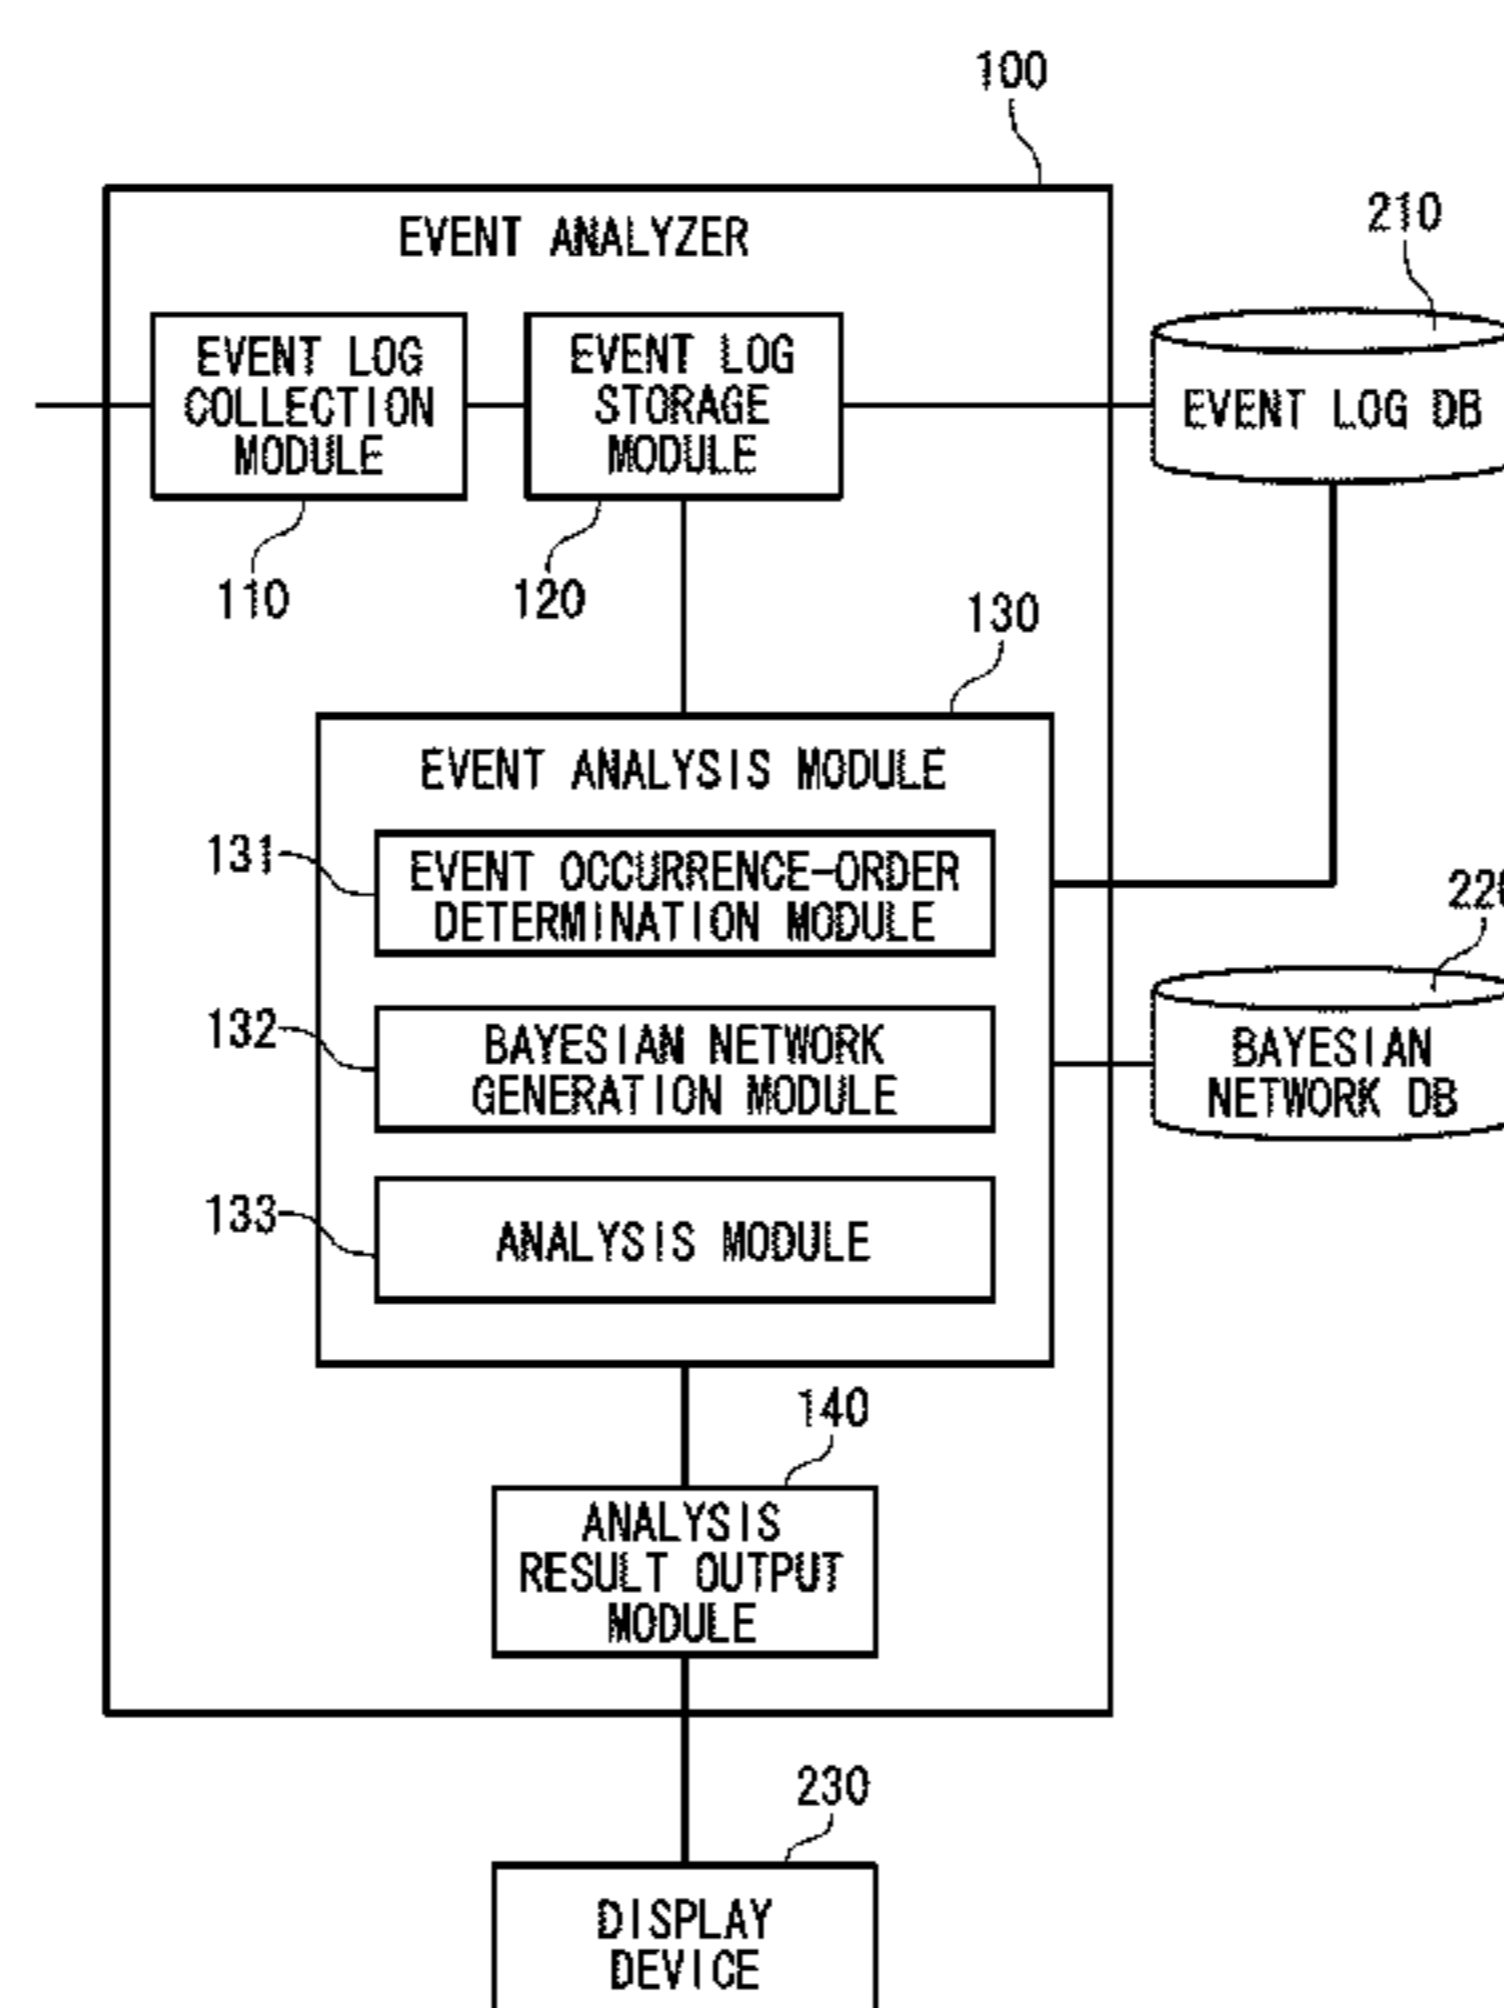 100
EVENT ANALYZER
210
EVENT LOG
COLLECTION
MODULE
EVENT LOG
STORAGE
MODULE
EVENT LOG DB
110
120
130
EVENT ANALYSIS MODULE
131
EVENT OCCURRENCE-ORDER
DETERMINATION MODULE
220
132
BAYESIAN NETWORK
GENERATION MODULE
BAYESIAN
NETWORK DB
133
ANALYSIS MODULE
140
ANALYSIS
RESULT OUTPUT
MODULE
230
DISPLAY
DEVICE